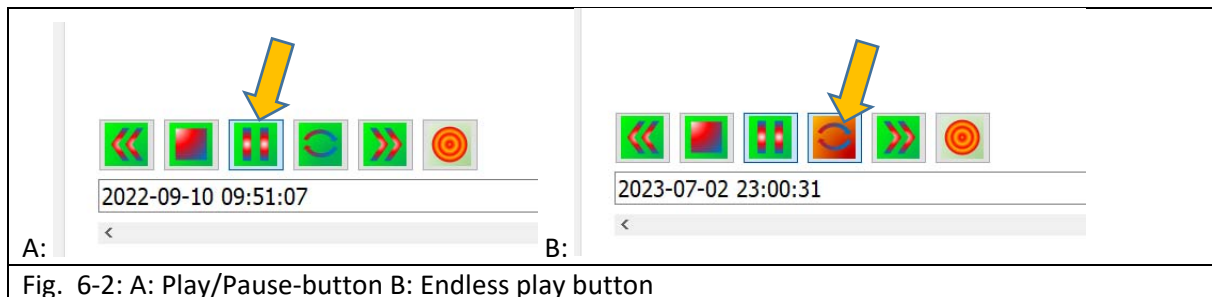 2022-09-10 09:51:07
2023-07-02 23:00:31
A:
B:
Fig. 6-2: A: Play/Pause-button B: Endless play button